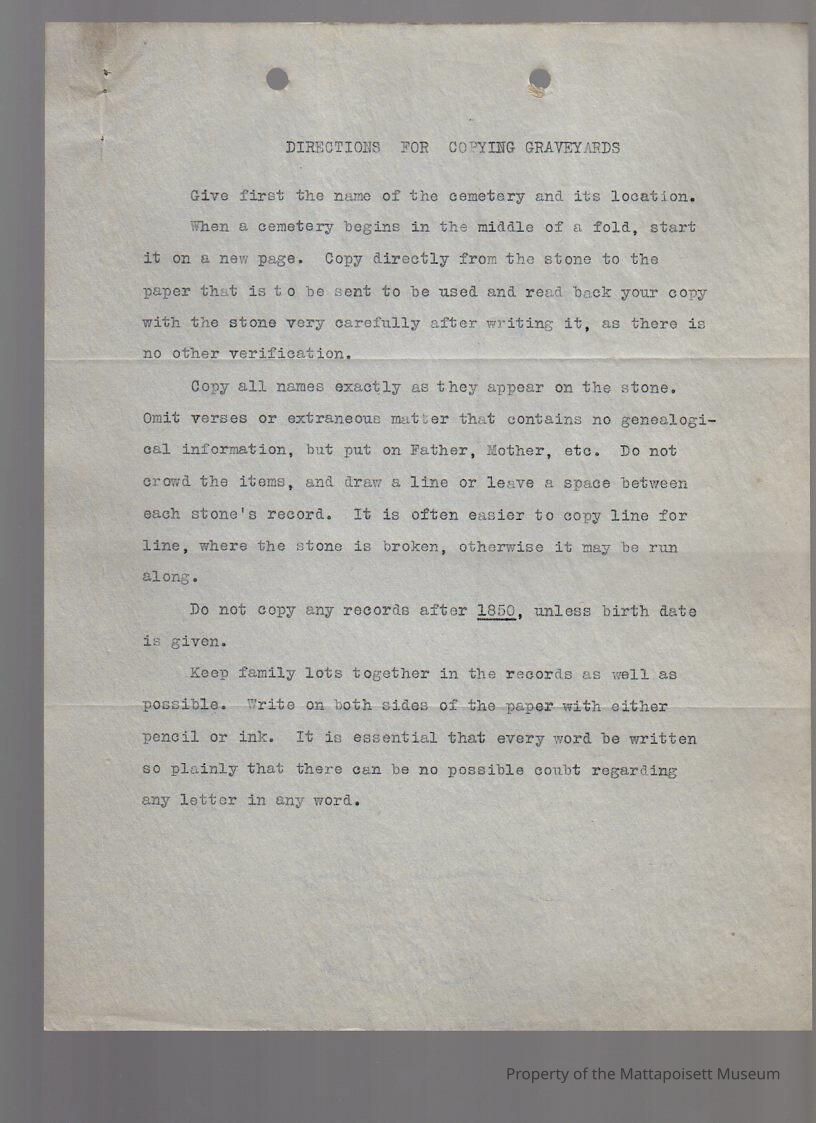 DIRECTIONS FOR COPYING GRAVEYARDS
Give first the name of the cemetery and its location.
When a cemetery begins in the middle of a fold, start
it on a new page. Copy directly from the stone to the
paper that is to be sent to be used and read back your copy
with the stone very carefully after writing it, as there is
no other verification.
Copy all names exactly as they appear on the stone.
Omit verses or extraneous matter that contains no genealogi-
cal information, but put on Father, Mother, etc. Do not
crowd the items, and draw a line or leave a space between
each stone's record. It is often easier to copy line for
line, where the stone is broken, otherwise it may be run
along.
Do not copy any records after 1850, unless birth date
is given.
Keep family lots together in the records as well as
possible. Write on both sides of the paper with either
pencil or ink. It is essential that every word be written
so plainly that there can be no possible coubt regarding
any letter in any word.
Property of the Mattapoisett Museum